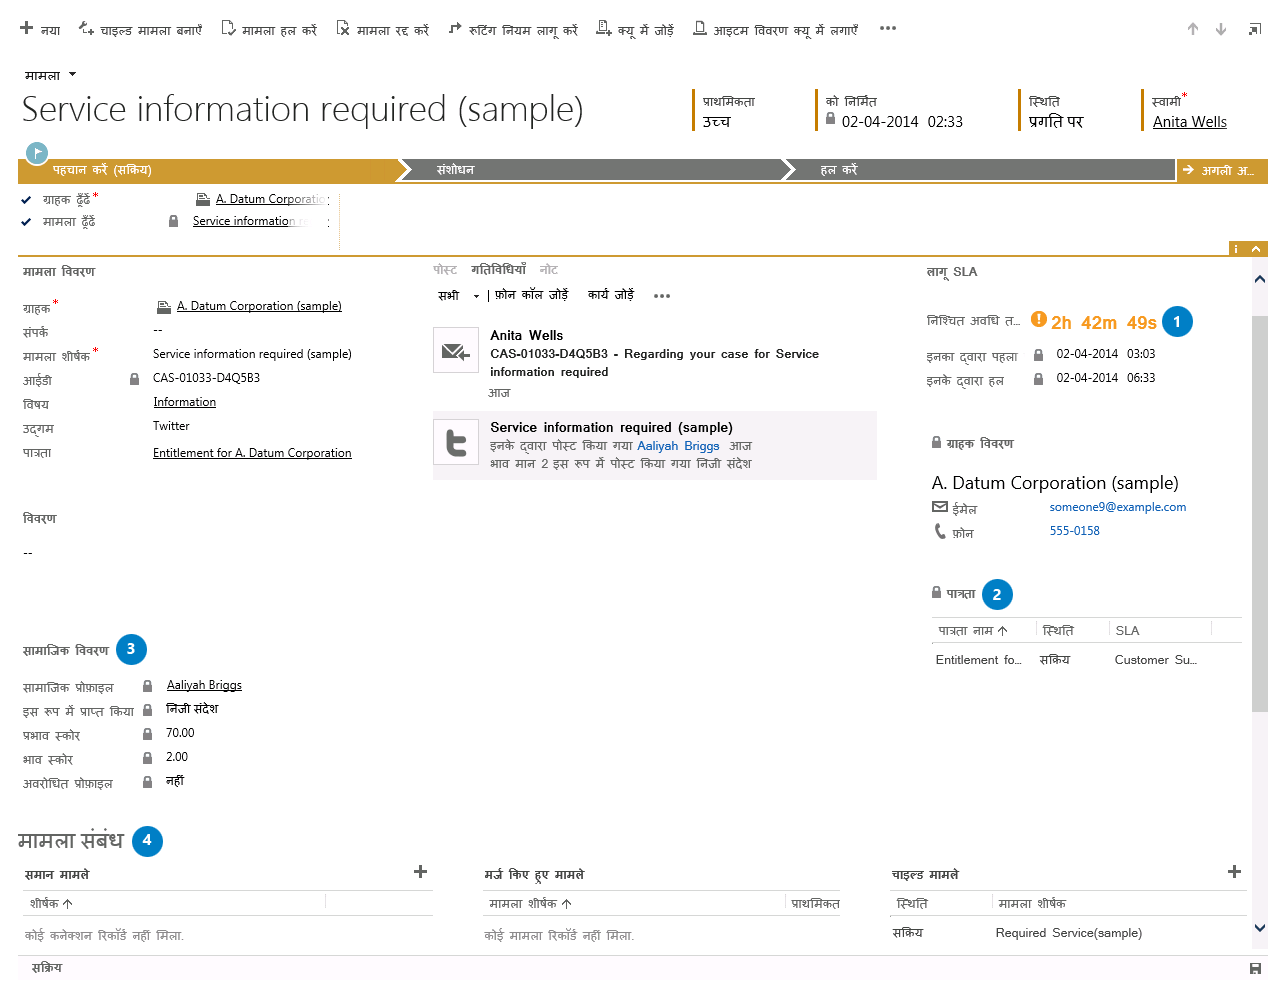 नया चाइल्ड मामला बनाएँ मामला हल करें मामला रद्द करें रूटिंग नियम लागू करें क्यू में जोड़ें आइटम विवरण क्यू में लगाएँ •••
मामला
Service information required (sample)
प्राथमिकता
उच्च
को निर्मित
02-04-2014 02:33
स्थिति
प्रगति पर
स्वामी*
Anita Wells
पहचान करें (सक्रिय) संशोधन हल करें अगली अ...
ग्राहक ढूँढें* A. Datum Corporatio
मामला ढूँढें Service information r
मामला विवरण
ग्राहक* A. Datum Corporation (sample)
संपर्क --
मामला शीर्षक* Service information required (sample)
आईडी CAS-01033-D4Q5B3
विषय Information
उद्गम Twitter
पात्रता Entitlement for A. Datum Corporation
विवरण
--
सामाजिक विवरण 3
सामाजिक प्रोफ़ाइल Aaliyah Briggs
इस रूप में प्राप्त किया निजी संदेश
प्रभाव स्कोर 70.00
भाव स्कोर 2.00
अवरोधित प्रोफ़ाइल नहीं
पोस्ट गतिविधियाँ नोट
सभी | फ़ोन कॉल जोड़ें कार्य जोड़ें •••
Anita Wells
CAS-01033-D4Q5B3 - Regarding your case for Service
information required
आज
Service information required (sample)
इनके द्वारा पोस्ट किया गया Aaliyah Briggs आज
भाव मान 2 इस रूप में पोस्ट किया गया निजी संदेश
लागू SLA
निश्चित अवधि त... 2h 42m 49s 1
इनका द्वारा पहला 02-04-2014 03:03
इनके द्वारा हल 02-04-2014 06:33
ग्राहक विवरण
A. Datum Corporation (sample)
ईमेल someone9@example.com
फ़ोन 555-0158
पात्रता 2
पात्रता नाम स्थिति SLA
Entitlement fo... सक्रिय Customer Su...
मामला संबंध 4
समान मामले
शीर्षक
कोई कनेक्शन रिकॉर्ड नहीं मिला.
मर्ज किए हुए मामले
मामला शीर्षक प्राथमिकत
कोई मामला रिकॉर्ड नहीं मिला.
चाइल्ड मामले
स्थिति मामला शीर्षक
सक्रिय Required Service(sample)
सक्रिय